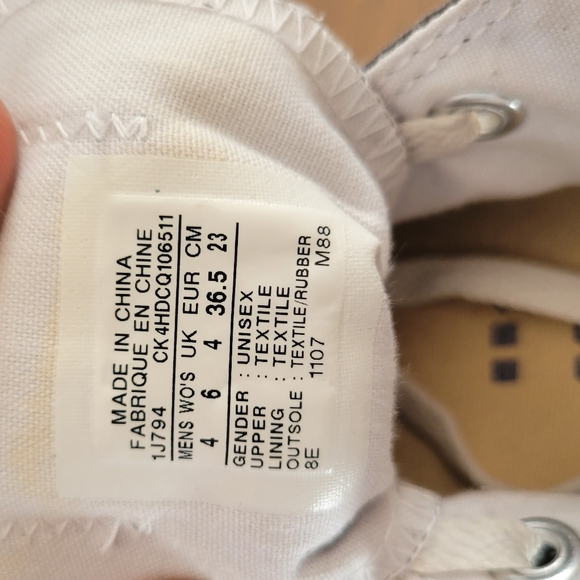 MADE IN CHINA
FABRIQUE EN CHINE
1J794 CK4HDCQ106511
MENS WO'S UK EUR CM
4 6 4 36.5 23
GENDER : UNISEX
UPPER : TEXTILE
LINING : TEXTILE
OUTSOLE : TEXTILE/RUBBER
8E 1107 M88